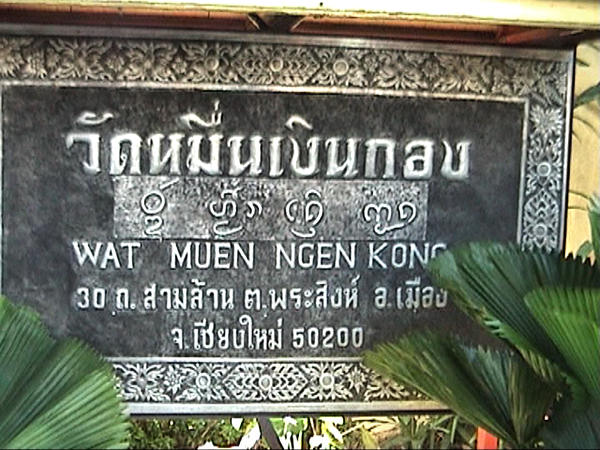 วัดหมื่นเงินกอง
WAT MUEN NGEN KONG
30 ถ.สามล้าน ต.พระสิงห์ อ.เมือง
จ.เชียงใหม่ 50200